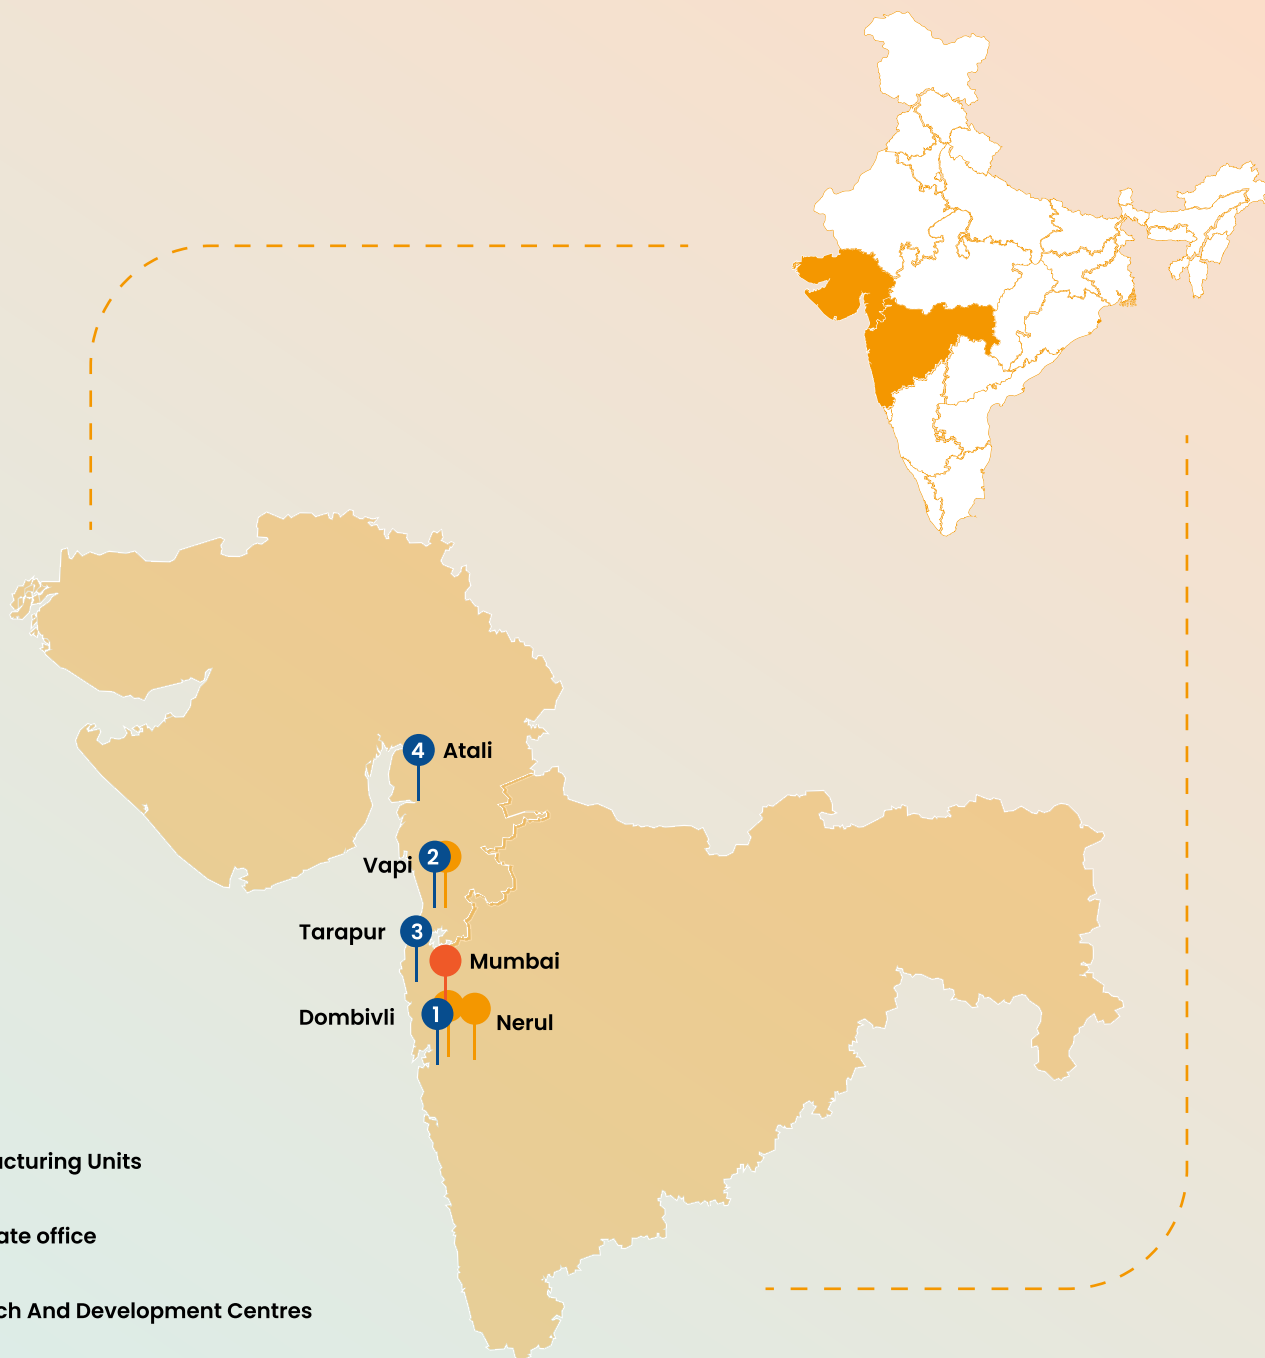 4 Atali
Vapi 2
Tarapur 3
Mumbai
Dombivli 1
Nerul
cturing Units
ate office
ch And Development Centres